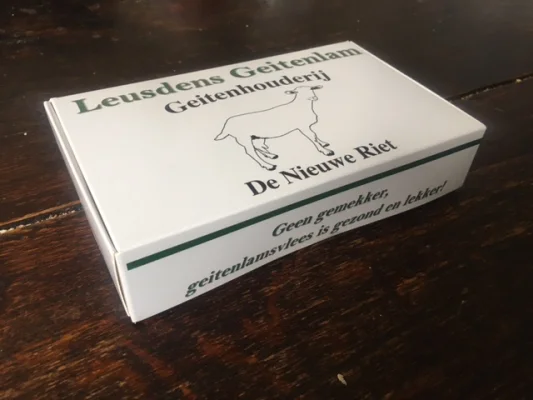 Leusdens Geitenlam
Geitenhouderij
De Nieuwe Riet
Geen gemekker,
geitenlamsvlees is gezond en lekker!